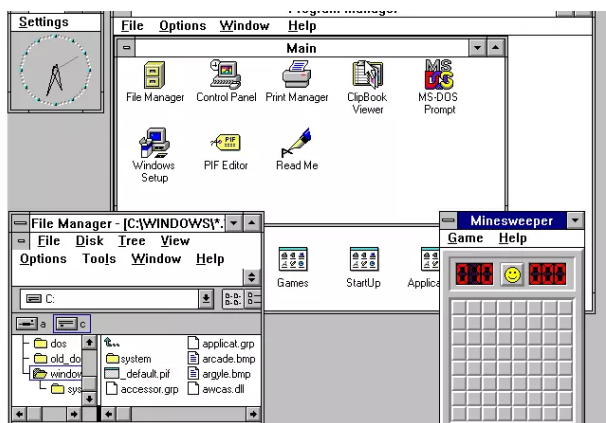 Program Manager
Settings
File Options Window Help
Main
File Manager
Control Panel
Print Manager
ClipBook Viewer
MS-DOS Prompt
Windows Setup
PIF Editor
Read Me
File Manager - [C:\WINDOWS\*.
File Disk Tree View
Options Tools Window Help
C:
a c
dos
old_do
window
sys
system
_default.pif
accessor.grp
applicat.grp
arcade.bmp
argyle.bmp
awcas.dll
Games
StartUp
Applica
Minesweeper
Game Help